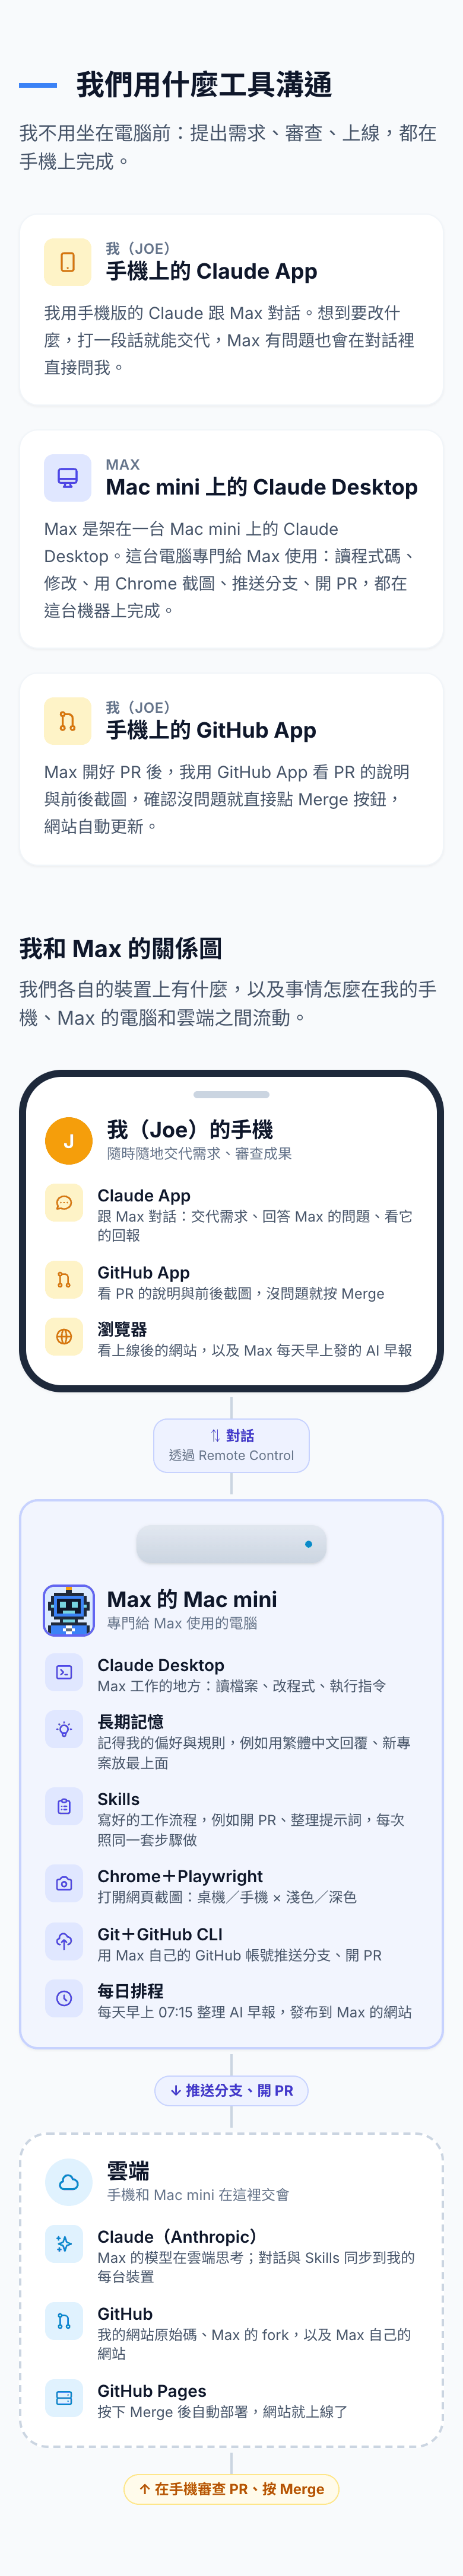 我們用什麼工具溝通
我不用坐在電腦前：提出需求、審查、上線，都在
手機上完成。
我（JOE）
手機上的 Claude App
我用手機版的 Claude 跟 Max 對話。想到要改什
麼，打一段話就能交代，Max 有問題也會在對話裡
直接問我。
MAX
Mac mini 上的 Claude Desktop
Max 是架在一台 Mac mini 上的 Claude
Desktop。這台電腦專門給 Max 使用：讀程式碼、
修改、用 Chrome 截圖、推送分支、開 PR，都在
這台機器上完成。
我（JOE）
手機上的 GitHub App
Max 開好 PR 後，我用 GitHub App 看 PR 的說明
與前後截圖，確認沒問題就直接點 Merge 按鈕，
網站自動更新。
我和 Max 的關係圖
我們各自的裝置上有什麼，以及事情怎麼在我的手
機、Max 的電腦和雲端之間流動。
J
我（Joe）的手機
隨時隨地交代需求、審查成果
Claude App
跟 Max 對話：交代需求、回答 Max 的問題、看它
的回報
GitHub App
看 PR 的說明與前後截圖，沒問題就按 Merge
瀏覽器
看上線後的網站，以及 Max 每天早上發的 AI 早報
⇅ 對話
透過 Remote Control
Max 的 Mac mini
專門給 Max 使用的電腦
Claude Desktop
Max 工作的地方：讀檔案、改程式、執行指令
長期記憶
記得我的偏好與規則，例如用繁體中文回覆、新專
案放最上面
Skills
寫好的工作流程，例如開 PR、整理提示詞，每次
照同一套步驟做
Chrome＋Playwright
打開網頁截圖：桌機／手機 × 淺色／深色
Git＋GitHub CLI
用 Max 自己的 GitHub 帳號推送分支、開 PR
每日排程
每天早上 07:15 整理 AI 早報，發布到 Max 的網站
↓ 推送分支、開 PR
雲端
手機和 Mac mini 在這裡交會
Claude（Anthropic）
Max 的模型在雲端思考；對話與 Skills 同步到我的
每台裝置
GitHub
我的網站原始碼、Max 的 fork，以及 Max 自己的
網站
GitHub Pages
按下 Merge 後自動部署，網站就上線了
↑ 在手機審查 PR、按 Merge